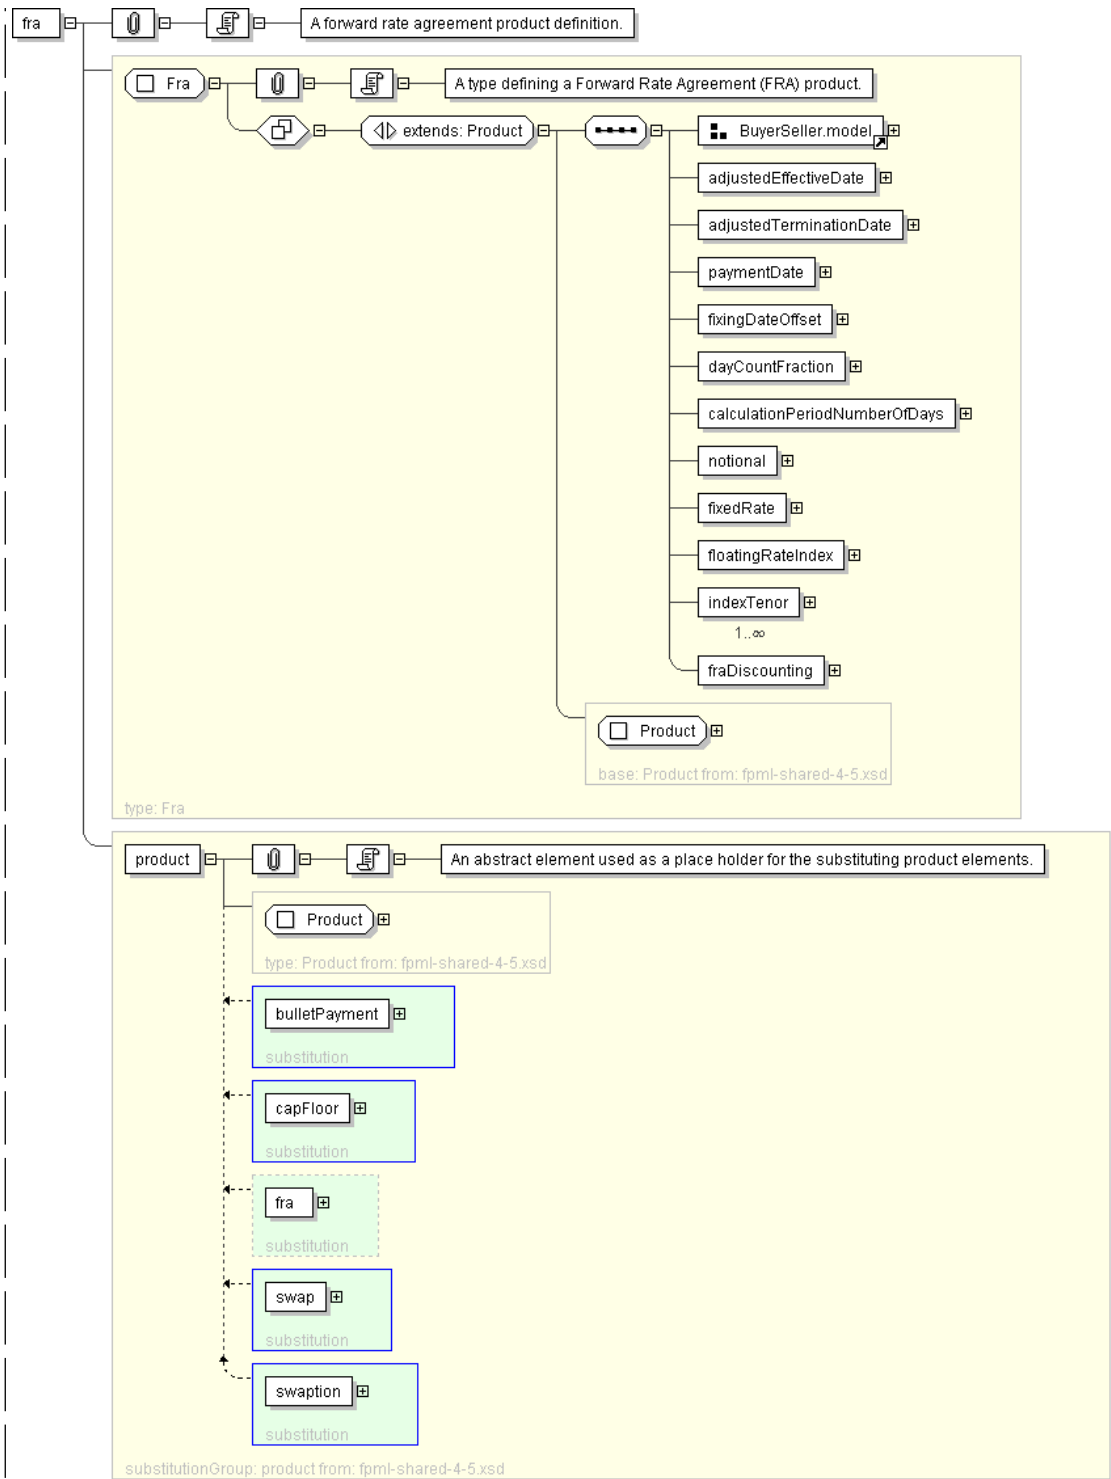 fra
A forward rate agreement product definition.
Fra
A type defining a Forward Rate Agreement (FRA) product.
extends: Product
BuyerSeller.model
adjustedEffectiveDate
adjustedTerminationDate
paymentDate
fixingDateOffset
dayCountFraction
calculationPeriodNumberOfDays
notional
fixedRate
floatingRateIndex
indexTenor
1..∞
fraDiscounting
Product
base: Product from: fpml-shared-4-5.xsd
type: Fra
product
An abstract element used as a place holder for the substituting product elements.
Product
type: Product from: fpml-shared-4-5.xsd
bulletPayment
substitution
capFloor
substitution
fra
substitution
swap
substitution
swaption
substitution
substitutionGroup: product from: fpml-shared-4-5.xsd